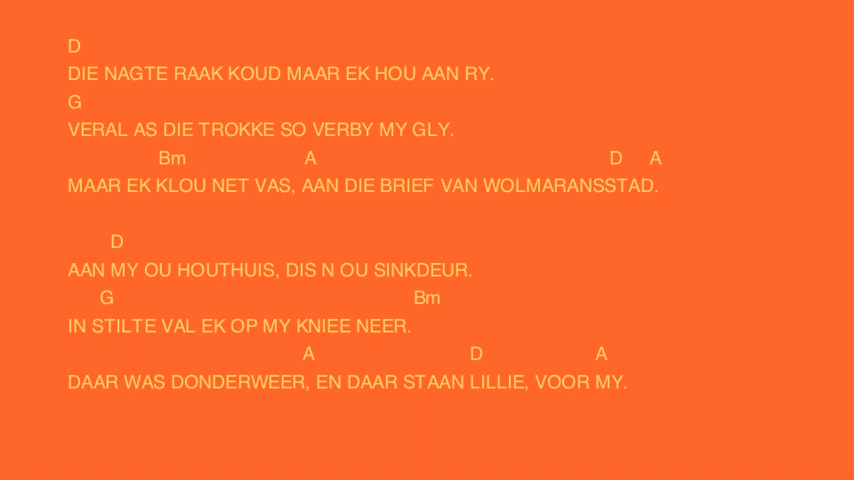 D
DIE NAGTE RAAK KOUD MAAR EK HOU AAN RY.
G
VERAL AS DIE TROKKE SO VERBY MY GLY.
Bm A D A
MAAR EK KLOU NET VAS, AAN DIE BRIEF VAN WOLMARANSSTAD.
D
AAN MY OU HOUTHUIS, DIS N OU SINKDEUR.
G Bm
IN STILTE VAL EK OP MY KNIEE NEER.
A D A
DAAR WAS DONDERWEER, EN DAAR STAAN LILLIE, VOOR MY.